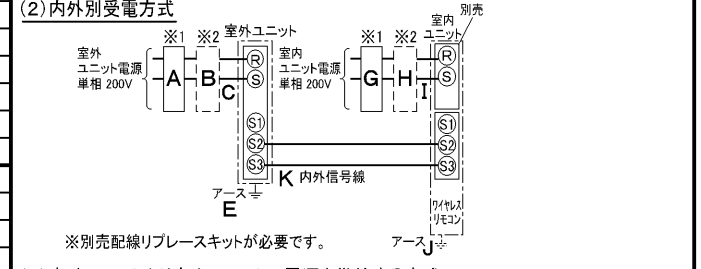 (2)内外別受電方式
別売
※1 ※2 室外ユニット
※1 ※2 室内ユニット
室外
ユニット電源
単相 200V
A B C
R
S
室内
ユニット電源
単相 200V
G H I
R
S
S1
S2
S3
S1
S2
S3
K 内外信号線
アース
E
ワイヤレス
リモコン
※別売配線リプレースキットが必要です。
アース J